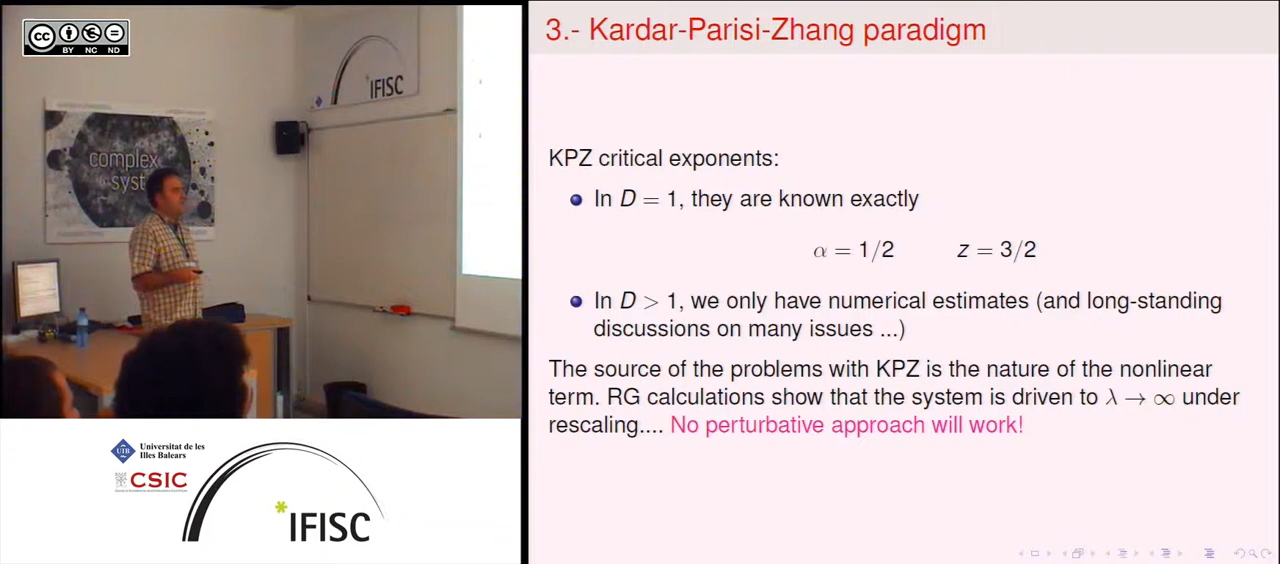 cc
BY NC ND
IFISC
complex
syst
Universitat de les
Illes Balears
UIB
CSIC
*IFISC
3.- Kardar-Parisi-Zhang paradigm
KPZ critical exponents:
In D = 1, they are known exactly
α = 1/2 z = 3/2
In D > 1, we only have numerical estimates (and long-standing
discussions on many issues ...)
The source of the problems with KPZ is the nature of the nonlinear
term. RG calculations show that the system is driven to λ → ∞ under
rescaling.... No perturbative approach will work!